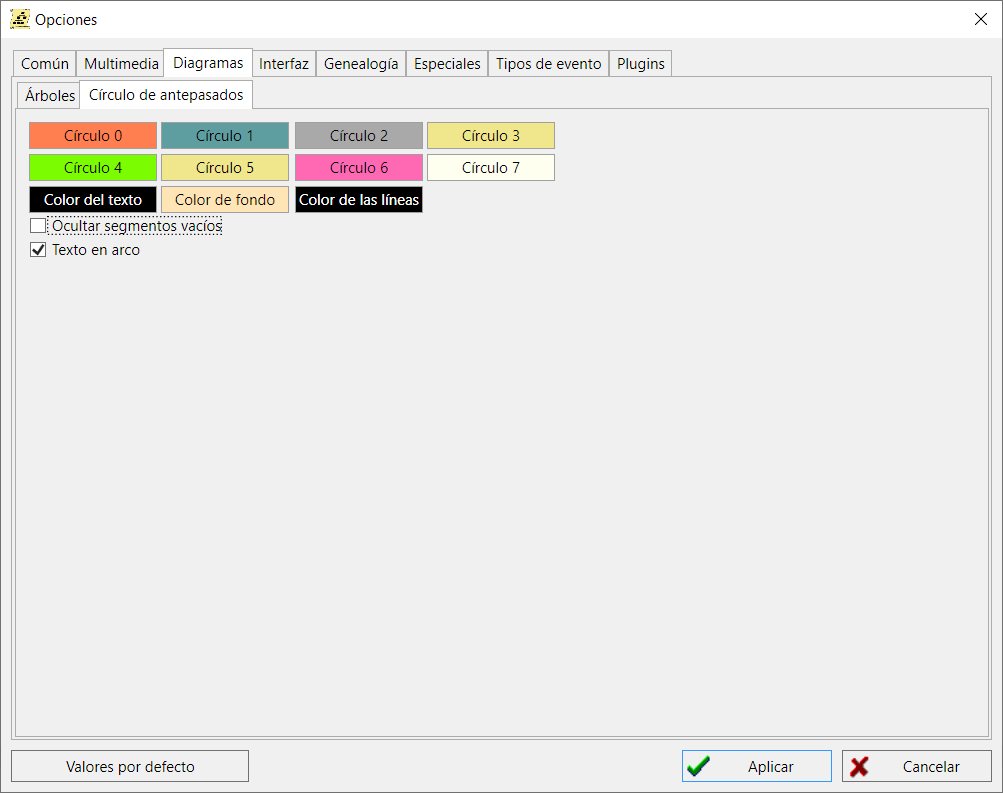 Opciones
Común Multimedia Diagramas Interfaz Genealogía Especiales Tipos de evento Plugins
Árboles Círculo de antepasados
Círculo 0 Círculo 1 Círculo 2 Círculo 3
Círculo 4 Círculo 5 Círculo 6 Círculo 7
Color del texto Color de fondo Color de las líneas
Ocultar segmentos vacíos
Texto en arco
Valores por defecto Aplicar Cancelar